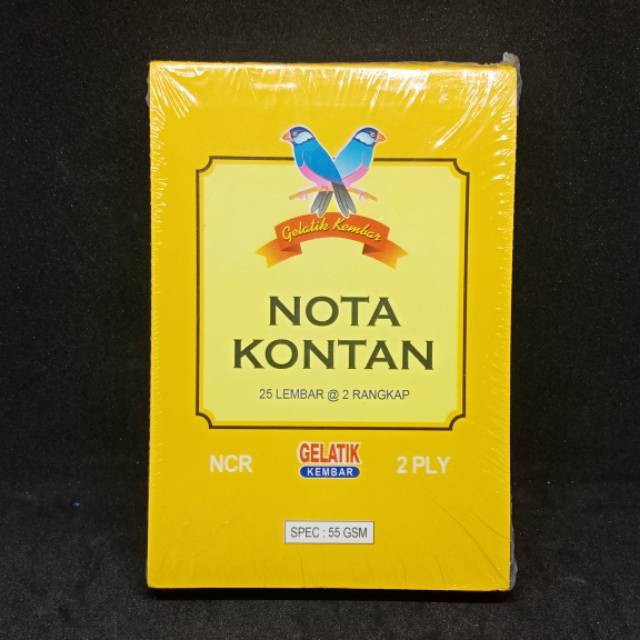 Gelatik Kembar
NOTA
KONTAN
25 LEMBAR @ 2 RANGKAP
NCR
GELATIK
KEMBAR
2 PLY
SPEC : 55 GSM